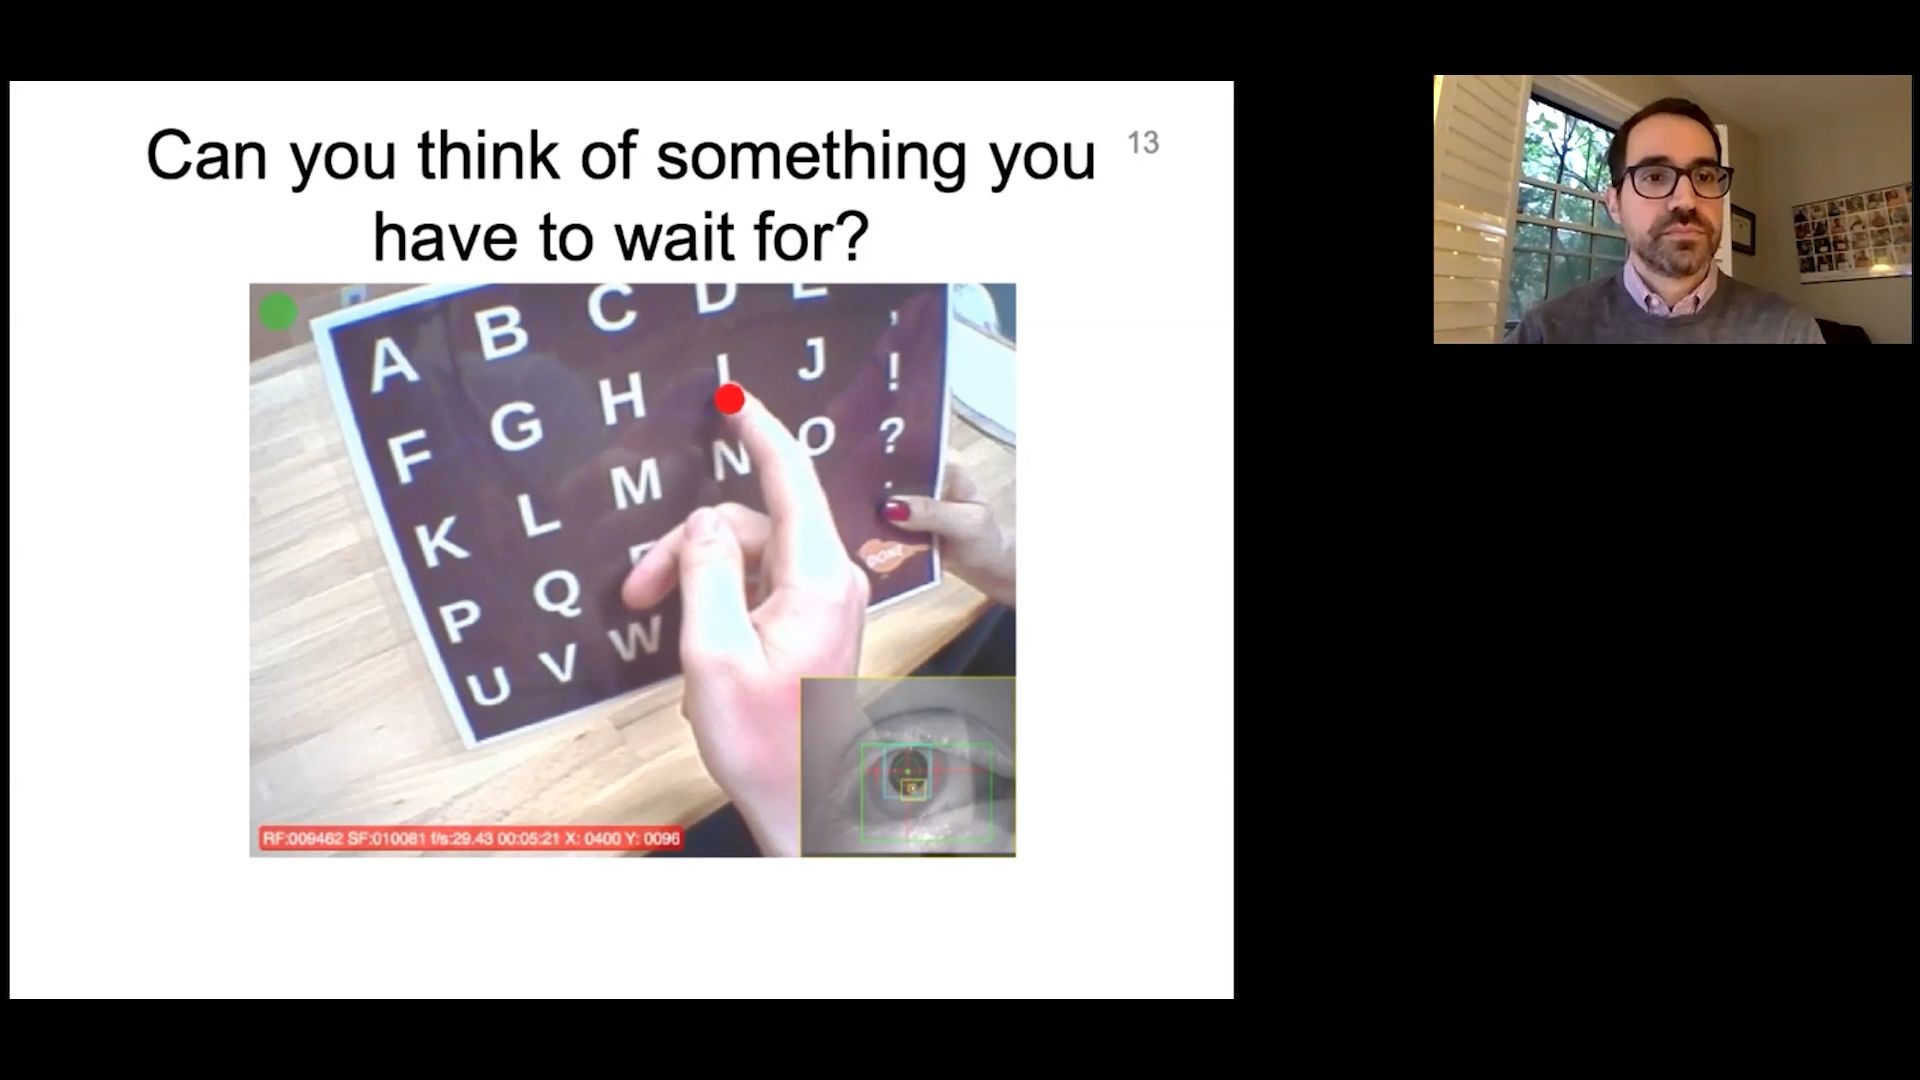 Can you think of something you
have to wait for?
13
A B C D E ,
F G H I J !
K L M N O ?
P Q .
U V W
DONE
RF:009462 SF:010081 f/s:29.43 00:05:21 X: 0400 Y: 0096